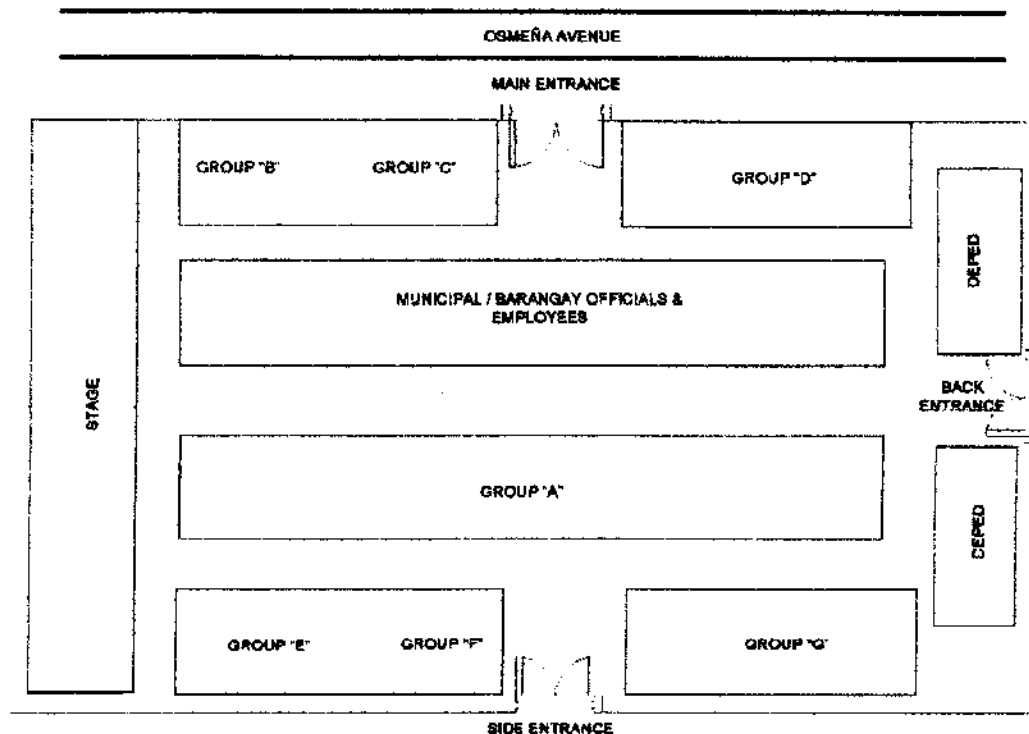 OSMEÑA AVENUE
MAIN ENTRANCE
GROUP "B"
GROUP "C"
GROUP "D"
DEPED
MUNICIPAL / BARANGAY OFFICIALS &
EMPLOYEES
STAGE
BACK
ENTRANCE
GROUP "A"
DEPED
GROUP "E"
GROUP "F"
GROUP "G"
SIDE ENTRANCE